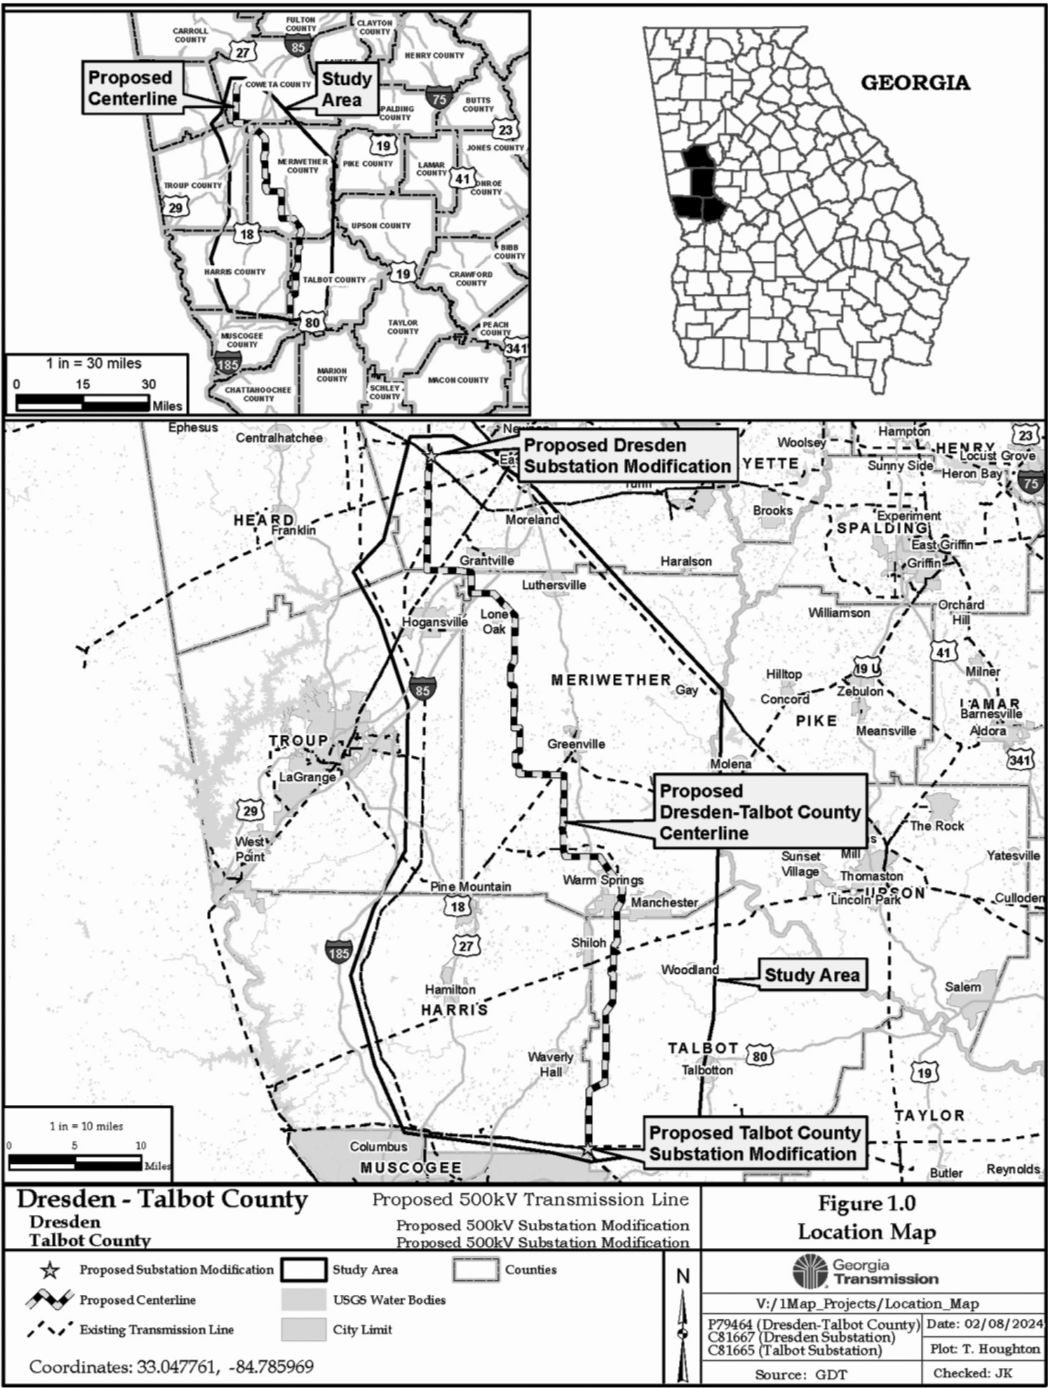 CARROLL
COUNTY
FULTON
COUNTY
CLAYTON
COUNTY
27
85
HENRY COUNTY
Proposed
Centerline
COWETA COUNTY
Study
Area
75
BUTTS
COUNTY
COUNTY
23
19
JONES COUNTY
MERIWETHER
COUNTY
PIKE COUNTY
LAMAR
COUNTY
41
COUNTY
TROUP COUNTY
29
18
UPSON COUNTY
BIBB
COUNTY
HARRIS COUNTY
TALBOT COUNTY
19
CRAWFORD
COUNTY
80
TAYLOR
COUNTY
PEACH
COUNTY
341
MUSCOGEE
COUNTY
185
MARION
COUNTY
SCHLEY
COUNTY
MACON COUNTY
CHATTAHOOCHEE
COUNTY
1 in = 30 miles
0 15 30
Miles
GEORGIA
Ephesus
Centralhatchee
Proposed Dresden
Substation Modification
YETTE
Woolsey
Hampton
HENRY
23
Locust Grove
Sunny Side
Heron Bay
75
HEARD
Franklin
Moreland
Brooks
Experiment
SPALDING
East Griffin
Griffin
Grantville
Luthersville
Haralson
Hogansville
Lone
Oak
Williamson
Orchard
Hill
41
85
MERIWETHER
Gay
Hilltop
Concord
19 U
Zebulon
Milner
LAMAR
Barnesville
Aldora
PIKE
Meansville
TROUP
LaGrange
Greenville
Molena
341
29
West
Point
Proposed
Dresden-Talbot County
Centerline
The Rock
Sunset
Village
Mill
Thomaston
Yatesville
UPSON
Lincoln Park
Culloden
Pine Mountain
18
Warm Springs
Manchester
185
27
Shiloh
Woodland
Study Area
Salem
Hamilton
HARRIS
Waverly
Hall
TALBOT
80
Talbotton
19
TAYLOR
1 in = 10 miles
0 5 10
Miles
Columbus
MUSCOGEE
Proposed Talbot County
Substation Modification
Butler
Reynolds
Dresden - Talbot County Proposed 500kV Transmission Line
Dresden Proposed 500kV Substation Modification
Talbot County Proposed 500kV Substation Modification
Figure 1.0
Location Map
Proposed Substation Modification
Study Area
Counties
Proposed Centerline
USGS Water Bodies
Existing Transmission Line
City Limit
Coordinates: 33.047761, -84.785969
N
Georgia
Transmission
V:/1Map_Projects/Location_Map
P79464 (Dresden-Talbot County)
C81667 (Dresden Substation)
C81665 (Talbot Substation)
Date: 02/08/2024
Plot: T. Houghton
Source: GDT
Checked: JK